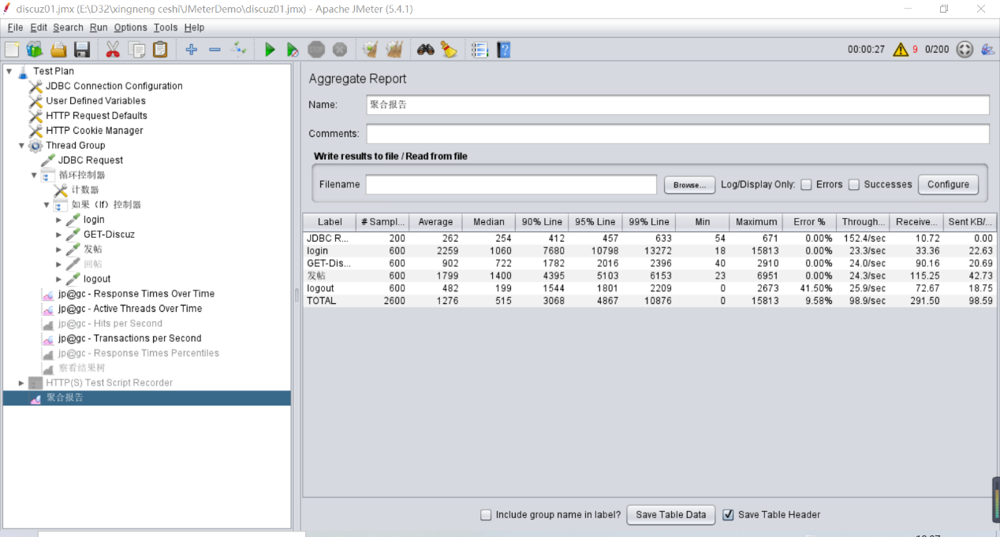 discuz01.jmx (E:\D32\xingneng ceshi\JMeterDemo\discuz01.jmx) - Apache JMeter (5.4.1)
File Edit Search Run Options Tools Help
00:00:27 9 0/200
Test Plan
JDBC Connection Configuration
User Defined Variables
HTTP Request Defaults
HTTP Cookie Manager
Thread Group
JDBC Request
循环控制器
计数器
如果（If）控制器
login
GET-Discuz
发帖
回帖
logout
jp@gc - Response Times Over Time
jp@gc - Active Threads Over Time
jp@gc - Hits per Second
jp@gc - Transactions per Second
jp@gc - Response Times Percentiles
察看结果树
HTTP(S) Test Script Recorder
聚合报告
Aggregate Report
Name: 聚合报告
Comments:
Write results to file / Read from file
Filename Browse... Log/Display Only: Errors Successes Configure
Label # Sampl... Average Median 90% Line 95% Line 99% Line Min Maximum Error % Through... Receive... Sent KB/...
JDBC R... 200 262 254 412 457 633 54 671 0.00% 152.4/sec 10.72 0.00
login 600 2259 1060 7680 10798 13272 18 15813 0.00% 23.3/sec 33.36 22.63
GET-Dis... 600 902 722 1782 2016 2396 40 2910 0.00% 24.0/sec 90.16 20.69
发帖 600 1799 1400 4395 5103 6153 23 6951 0.00% 24.3/sec 115.25 42.73
logout 600 482 199 1544 1801 2209 0 2673 41.50% 25.9/sec 72.67 18.75
TOTAL 2600 1276 515 3068 4867 10876 0 15813 9.58% 98.9/sec 291.50 98.59
Include group name in label? Save Table Data Save Table Header